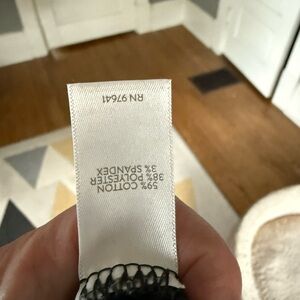 59% COTTON
38% POLYESTER
3% SPANDEX
RN 97641